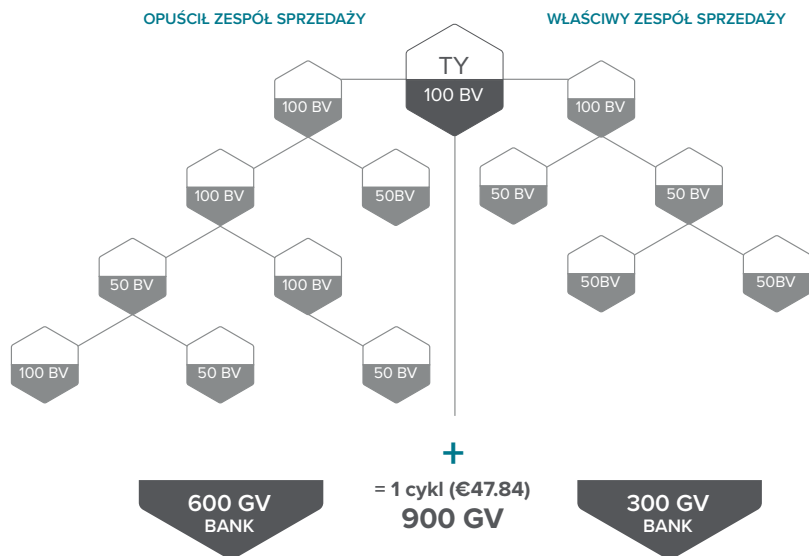 OPUŚCIŁ ZESPÓŁ SPRZEDAŻY
WŁAŚCIWY ZESPÓŁ SPRZEDAŻY
TY
100 BV
100 BV
100 BV
100 BV
50BV
50 BV
50 BV
50 BV
100 BV
50BV
50BV
100 BV
50 BV
50 BV
+
600 GV
BANK
= 1 cykl (€47.84)
900 GV
300 GV
BANK